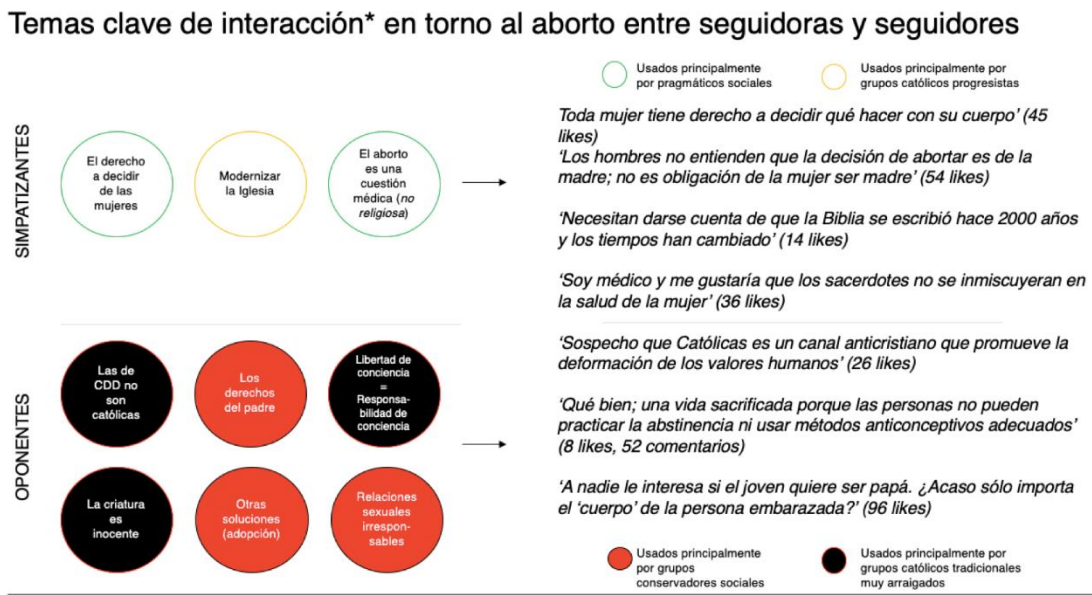 Temas clave de interacción* en torno al aborto entre seguidoras y seguidores
Usados principalmente
por pragmáticos sociales
Usados principalmente por
grupos católicos progresistas
SIMPATIZANTES
El derecho
a decidir
de las
mujeres
Modernizar
la Iglesia
El aborto
es una
cuestión
médica (no
religiosa)
Toda mujer tiene derecho a decidir qué hacer con su cuerpo’ (45
likes)
‘Los hombres no entienden que la decisión de abortar es de la
madre; no es obligación de la mujer ser madre’ (54 likes)
‘Necesitan darse cuenta de que la Biblia se escribió hace 2000 años
y los tiempos han cambiado’ (14 likes)
‘Soy médico y me gustaría que los sacerdotes no se inmiscuyeran en
la salud de la mujer’ (36 likes)
OPONENTES
Las de
CDD no
son
católicas
Los
derechos
del padre
Libertad de
conciencia
=
Responsa-
bilidad de
conciencia
La criatura
es
inocente
Otras
soluciones
(adopción)
Relaciones
sexuales
irrespon-
sables
‘Sospecho que Católicas es un canal anticristiano que promueve la
deformación de los valores humanos’ (26 likes)
‘Qué bien; una vida sacrificada porque las personas no pueden
practicar la abstinencia ni usar métodos anticonceptivos adecuados’
(8 likes, 52 comentarios)
‘A nadie le interesa si el joven quiere ser papá. ¿Acaso sólo importa
el ‘cuerpo’ de la persona embarazada?’ (96 likes)
Usados principalmente
por grupos
conservadores sociales
Usados principalmente por
grupos católicos tradicionales
muy arraigados